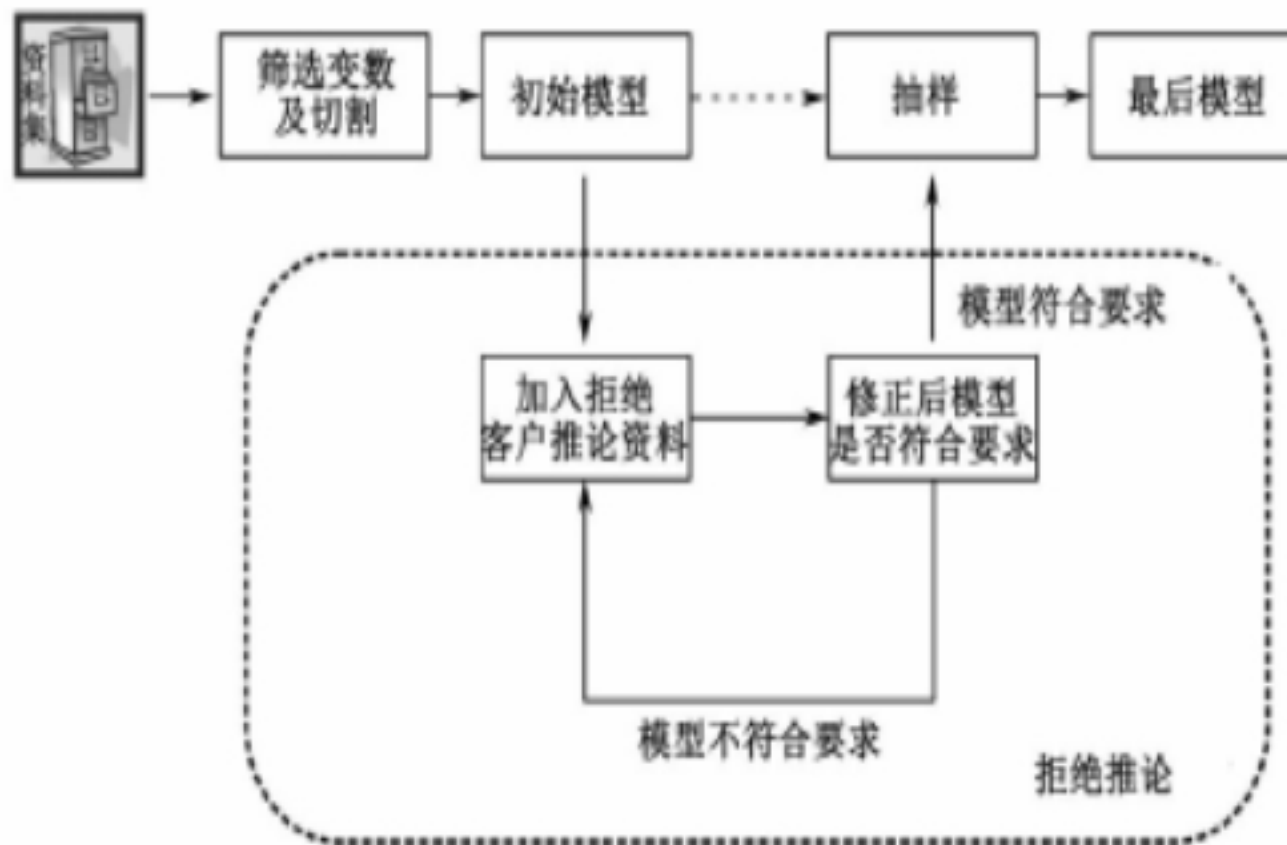 资料集
筛选变数
及切割
初始模型
抽样
最后模型
模型符合要求
加入拒绝
客户推论资料
修正后模型
是否符合要求
模型不符合要求
拒绝推论